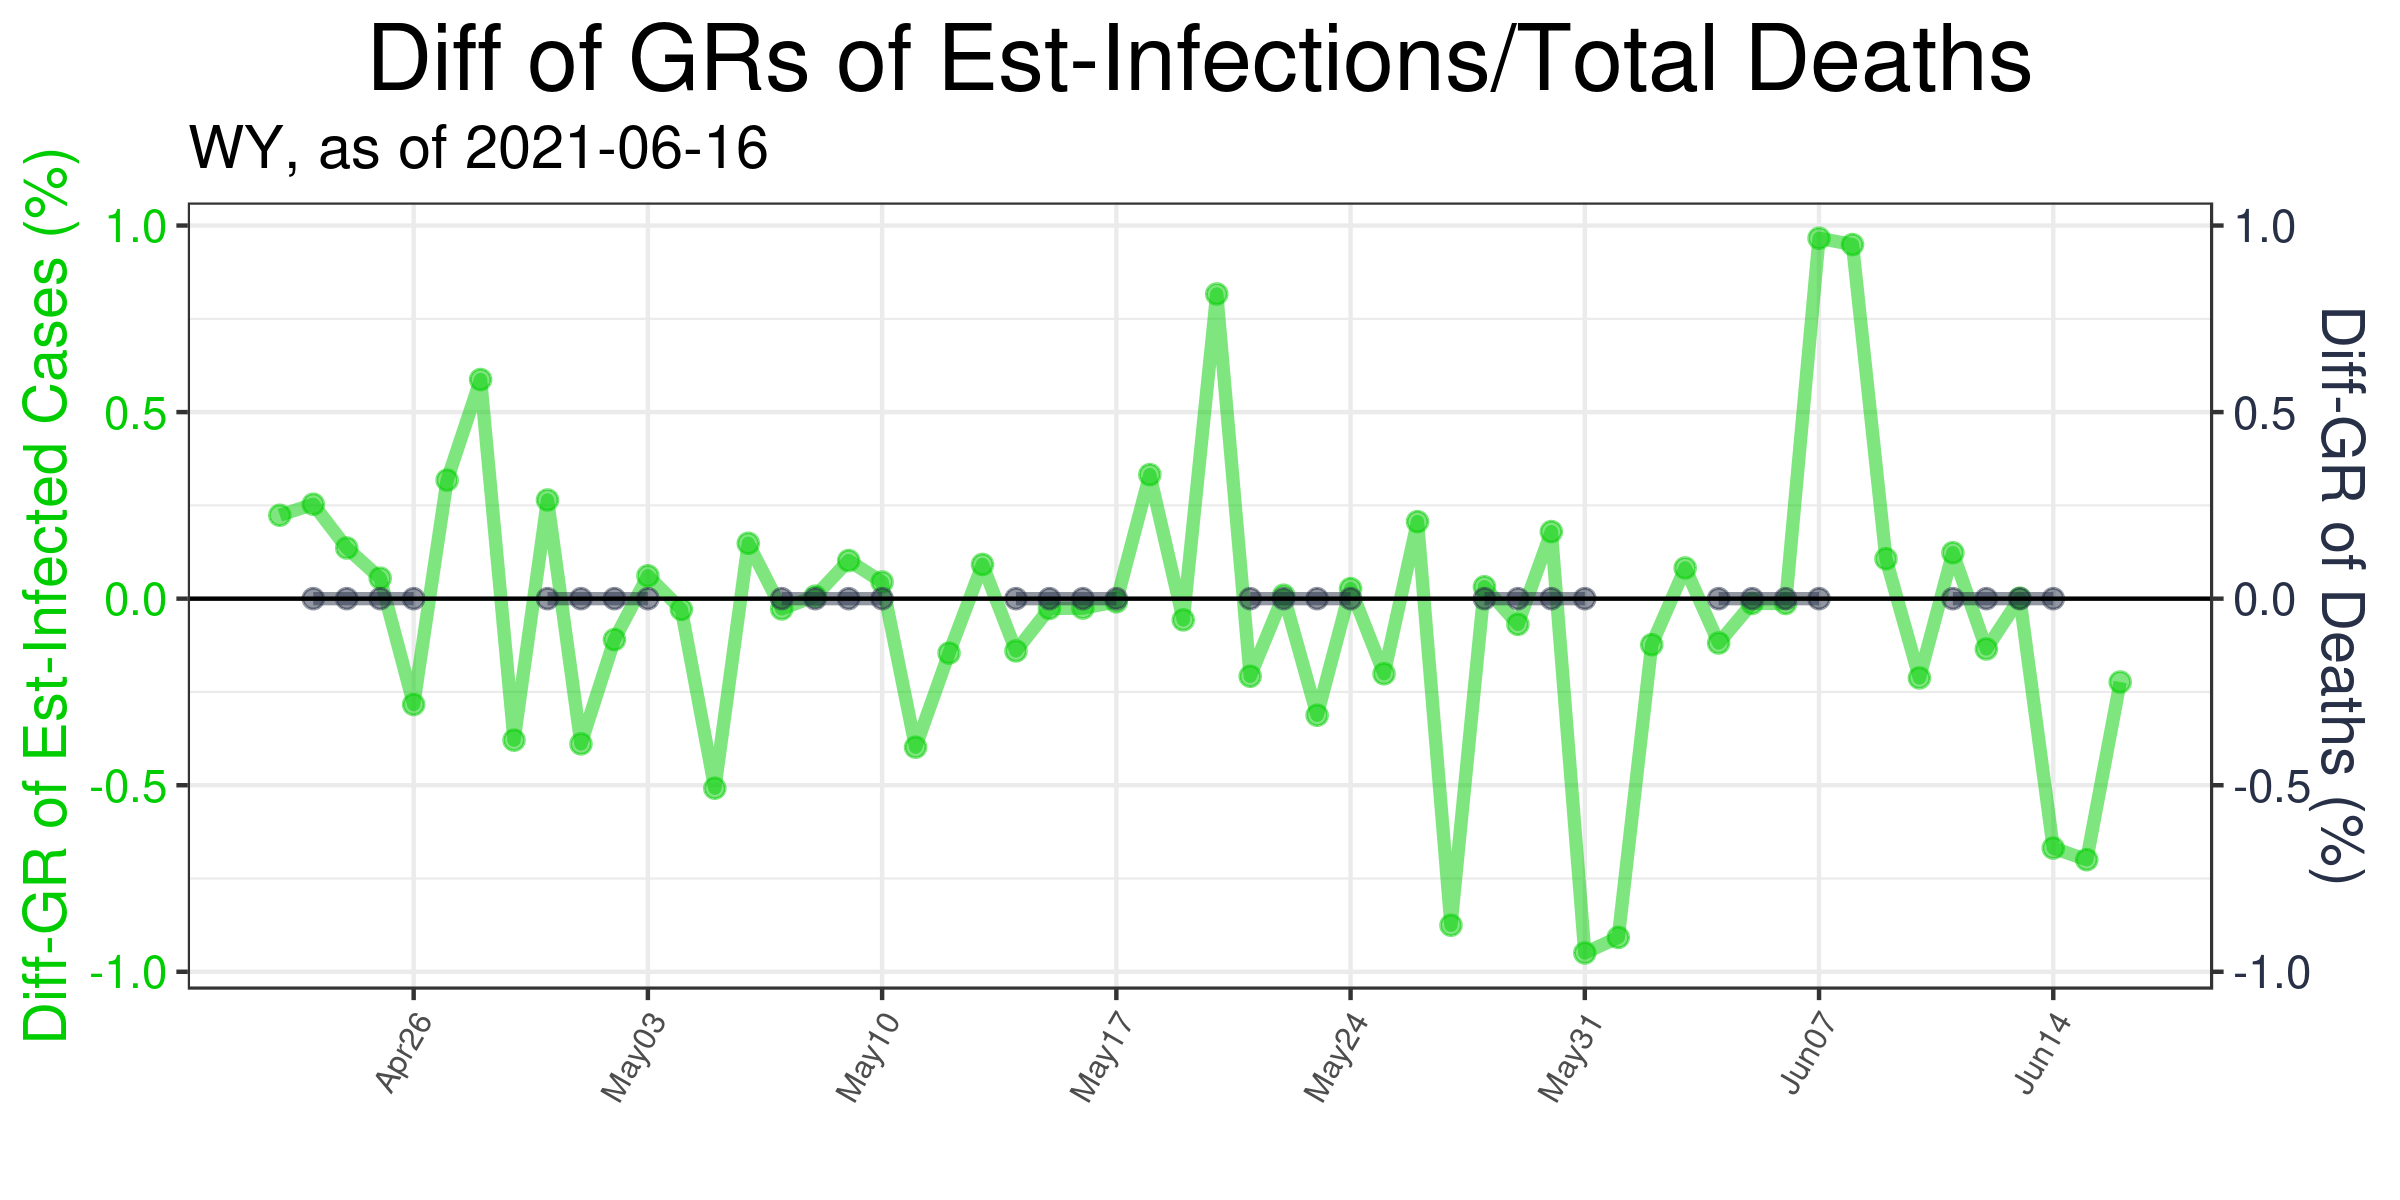 Diff of GRs of Est-Infections/Total Deaths
WY, as of 2021-06-16
Diff-GR of Est-Infected Cases (%)
1.0
0.5
0.0
-0.5
-1.0
1.0
0.5
0.0
-0.5
-1.0
Diff-GR of Deaths (%)
Apr26
May03
May10
May17
May24
May31
Jun07
Jun14